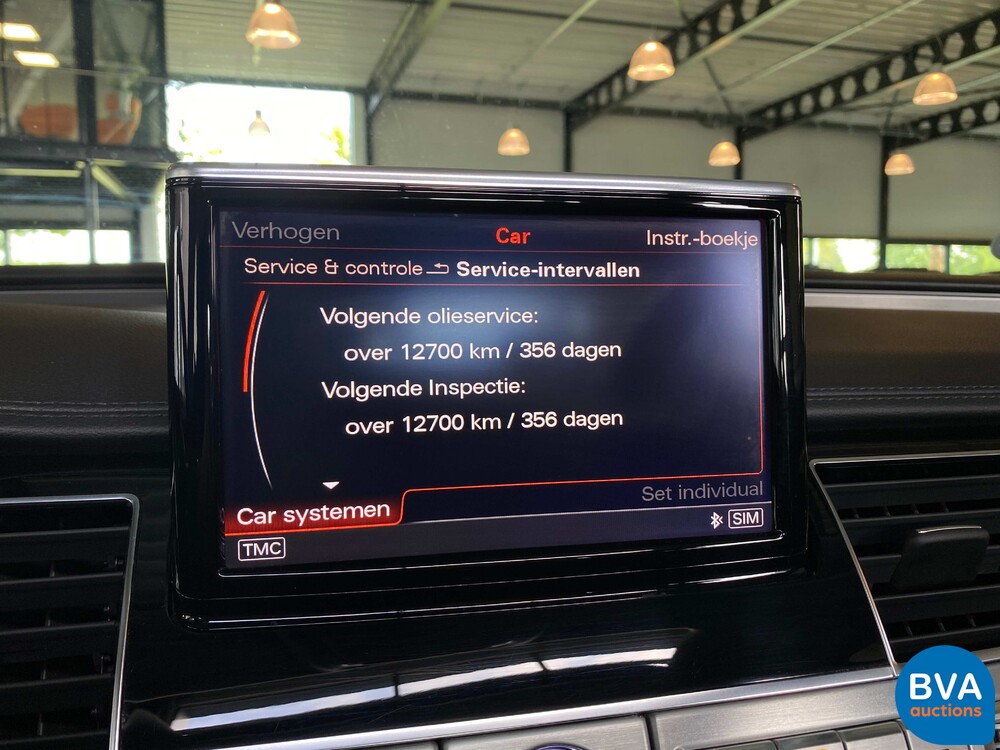 Verhogen Car Instr.-boekje
Service & controle Service-intervallen
Volgende olieservice:
over 12700 km / 356 dagen
Volgende Inspectie:
over 12700 km / 356 dagen
Set individual
Car systemen
SIM
TMC
BVA
auctions